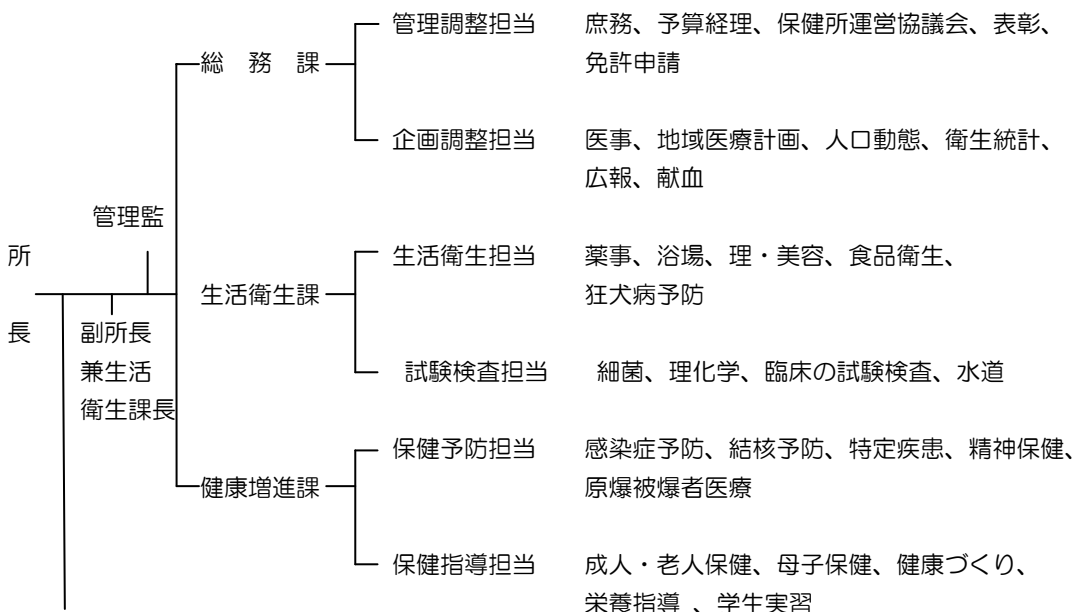 管理調整担当 庶務、予算経理、保健所運営協議会、表彰、
総 務 課 免許申請
企画調整担当 医事、地域医療計画、人口動態、衛生統計、
広報、献血
管理監
所 生活衛生担当 薬事、浴場、理・美容、食品衛生、
生活衛生課 狂犬病予防
長 副所長
兼生活 試験検査担当 細菌、理化学、臨床の試験検査、水道
衛生課長
保健予防担当 感染症予防、結核予防、特定疾患、精神保健、
健康増進課 原爆被爆者医療
保健指導担当 成人・老人保健、母子保健、健康づくり、
栄養指導 、学生実習